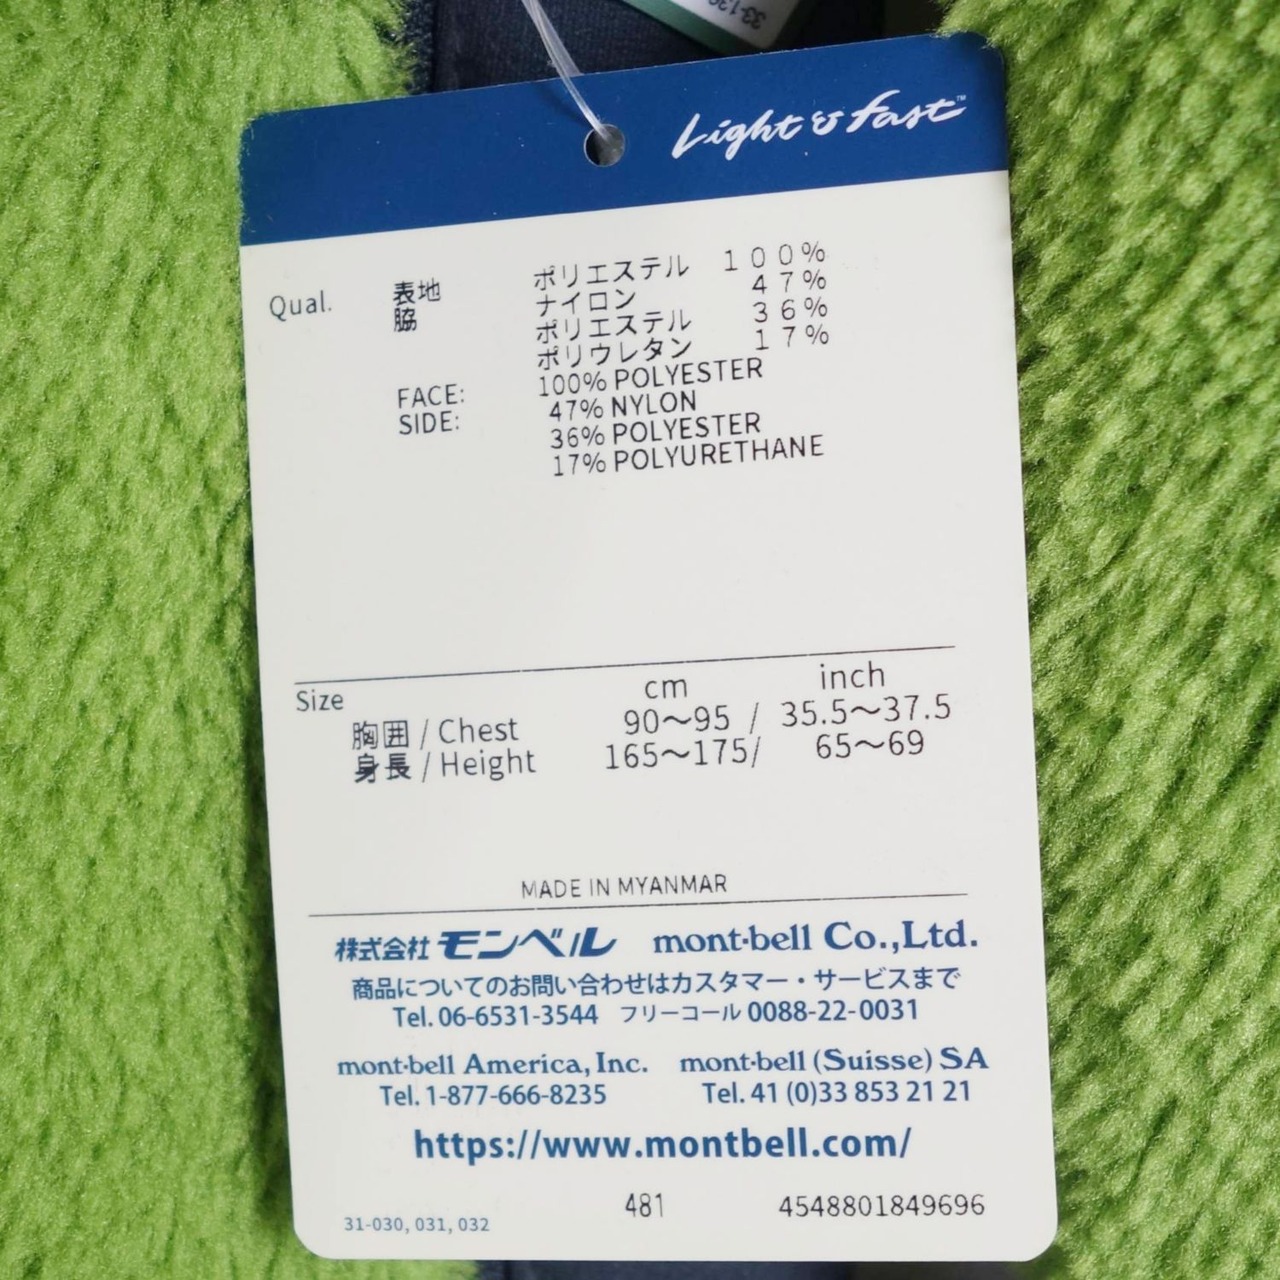 33-1-30
Light & Fast™
Qual. 表地 ポリエステル 100%
脇 ナイロン 47%
ポリエステル 36%
ポリウレタン 17%
FACE: 100% POLYESTER
SIDE: 47% NYLON
36% POLYESTER
17% POLYURETHANE
Size cm inch
胸囲 / Chest 90〜95 / 35.5〜37.5
身長 / Height 165〜175/ 65〜69
MADE IN MYANMAR
株式会社 モンベル mont-bell Co.,Ltd.
商品についてのお問い合わせはカスタマー・サービスまで
Tel. 06-6531-3544 フリーコール 0088-22-0031
mont-bell America, Inc. mont-bell (Suisse) SA
Tel. 1-877-666-8235 Tel. 41 (0)33 853 21 21
https://www.montbell.com/
31-030, 031, 032 481 4548801849696